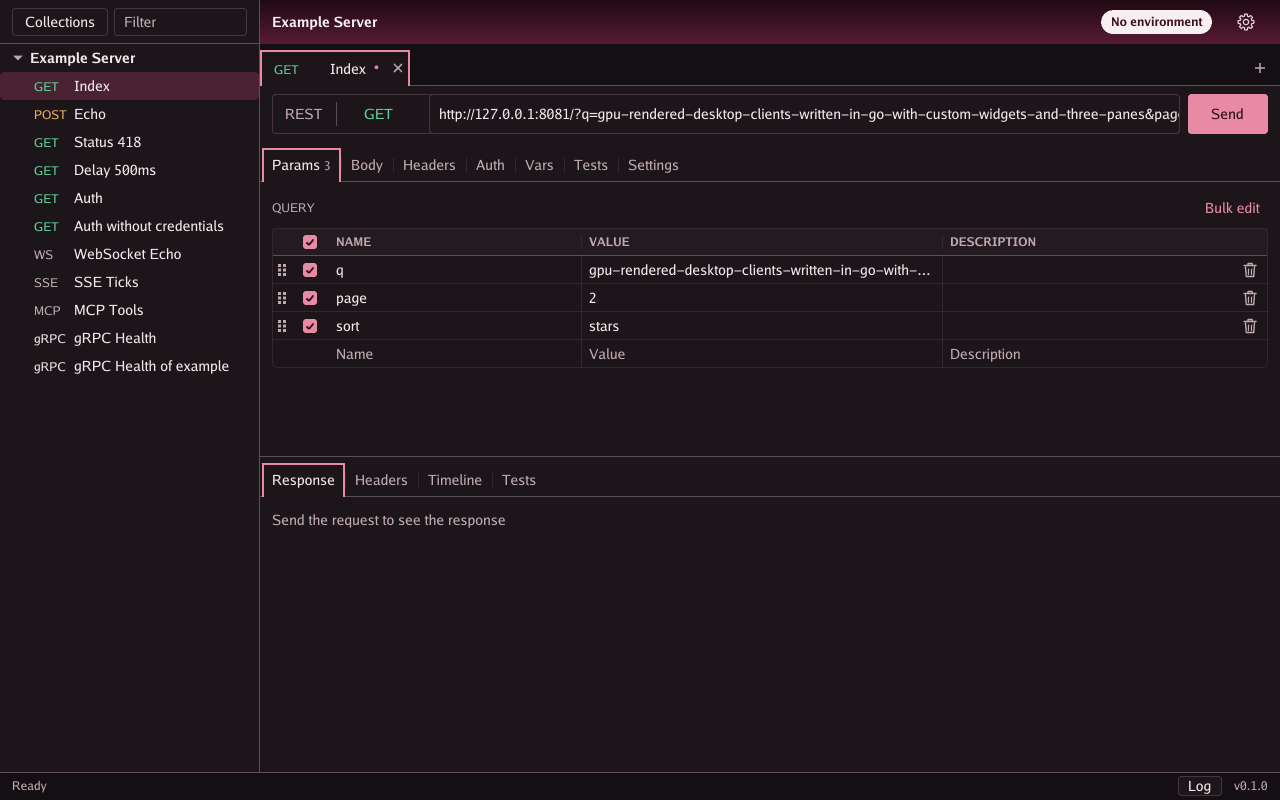 Collections
Filter
Example Server
No environment
Example Server
GET Index
POST Echo
GET Status 418
GET Delay 500ms
GET Auth
GET Auth without credentials
WS WebSocket Echo
SSE SSE Ticks
MCP MCP Tools
gRPC gRPC Health
gRPC gRPC Health of example
GET Index
REST GET http://127.0.0.1:8081/?q=gpu-rendered-desktop-clients-written-in-go-with-custom-widgets-and-three-panes&pag Send
Params 3 Body Headers Auth Vars Tests Settings
QUERY Bulk edit
NAME VALUE DESCRIPTION
q gpu-rendered-desktop-clients-written-in-go-with-...
page 2
sort stars
Name Value Description
Response Headers Timeline Tests
Send the request to see the response
Ready Log v0.1.0